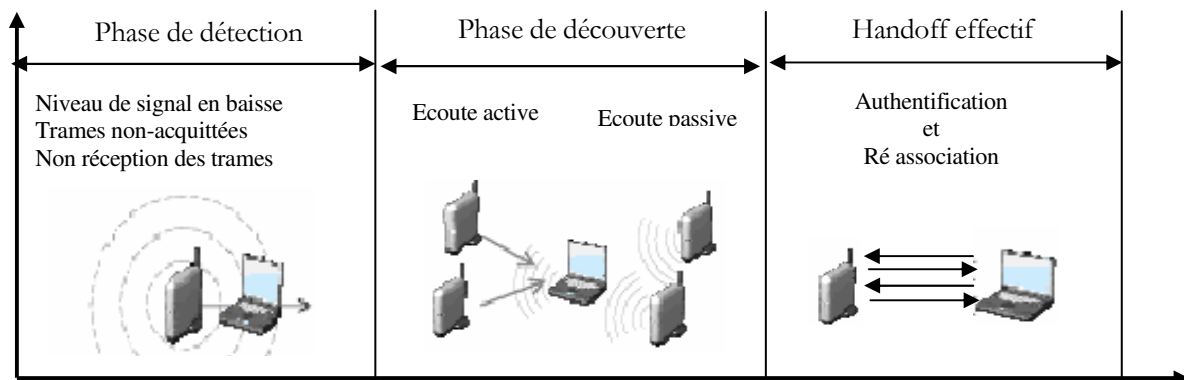 Phase de détection
Phase de découverte
Handoff effectif
Niveau de signal en baisse
Trames non-acquittées
Non réception des trames
Ecoute active
Ecoute passive
Authentification
et
Ré association